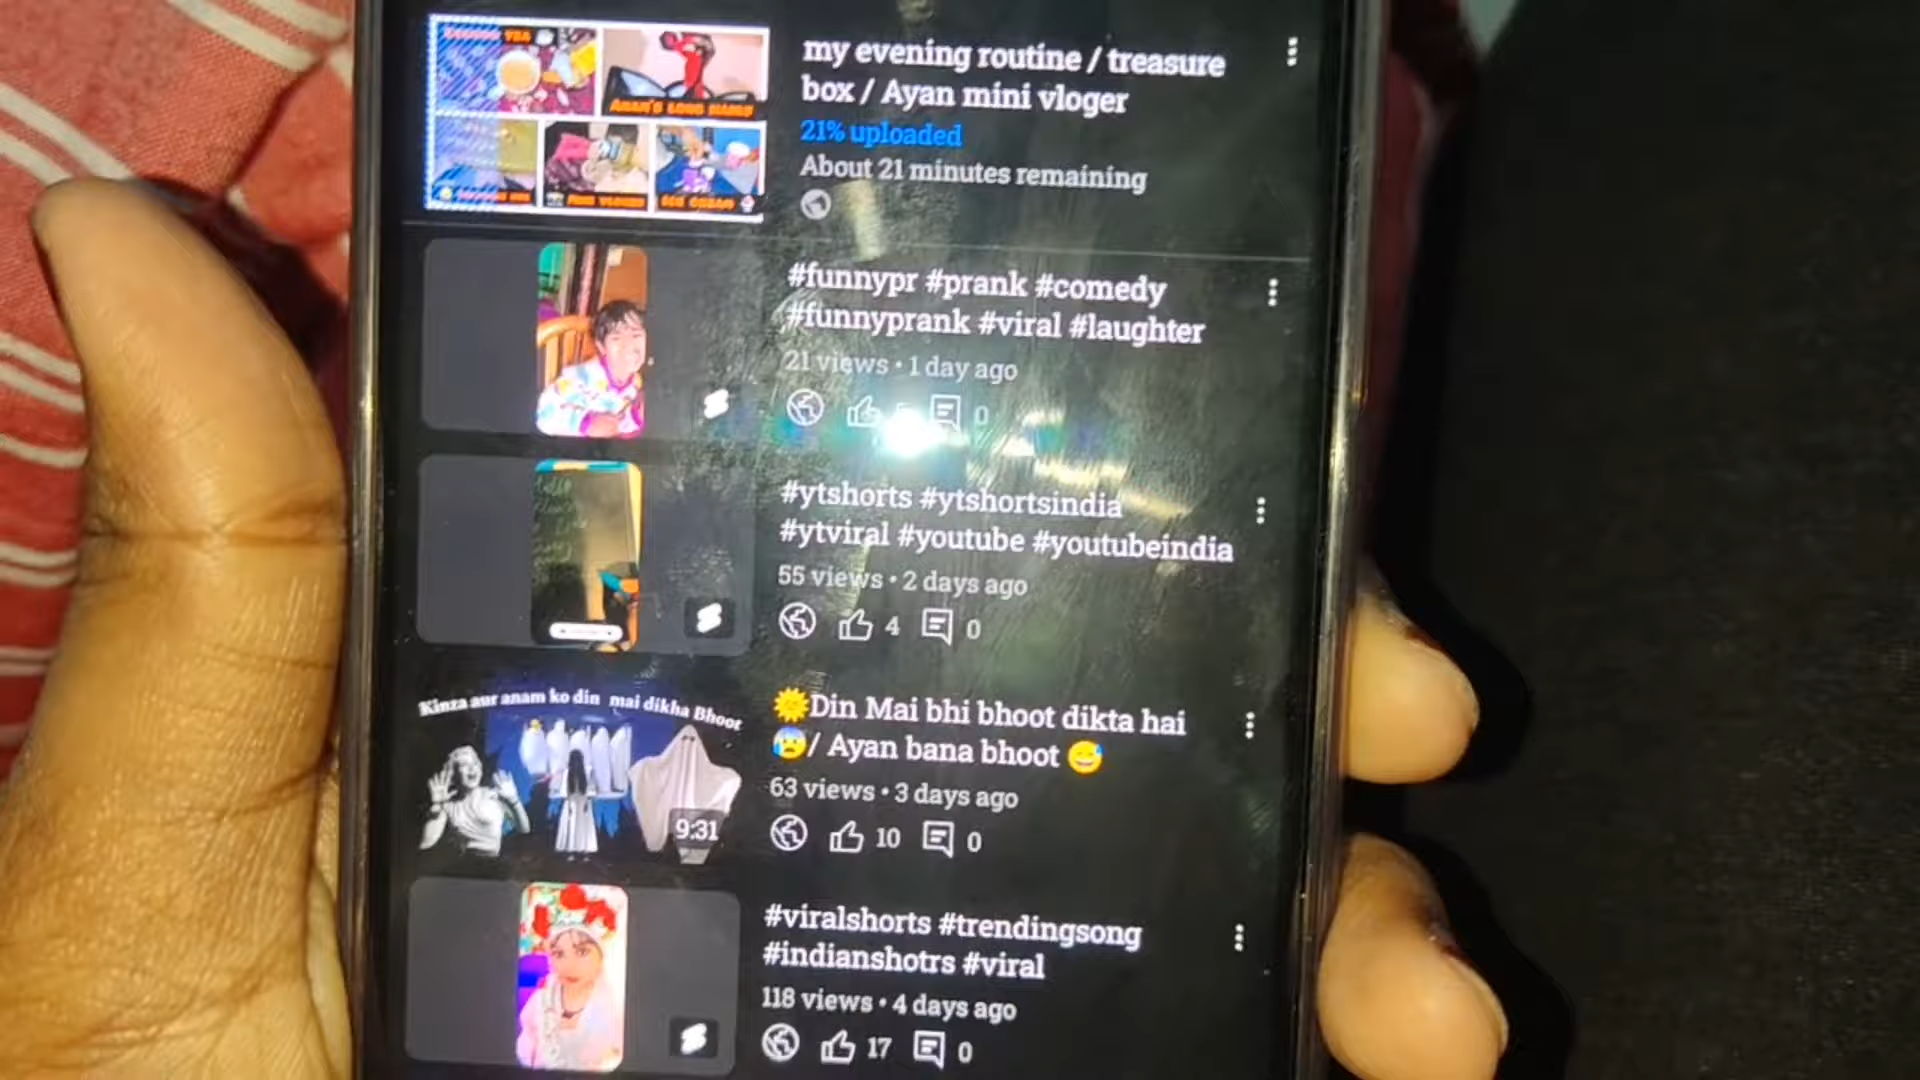 my evening routine / treasure
box / Ayan mini vloger
21% uploaded
About 21 minutes remaining
#funnypr #prank #comedy
#funnyprank #viral #laughter
21 views • 1 day ago
0
#ytshorts #ytshortsindia
#ytviral #youtube #youtubeindia
55 views • 2 days ago
4 0
Kinza aur anam ko din mai dikha Bhoot
9:31
🌞Din Mai bhi bhoot dikta hai
😰/ Ayan bana bhoot 😅
63 views • 3 days ago
10 0
#viralshorts #trendingsong
#indianshotrs #viral
118 views • 4 days ago
17 0